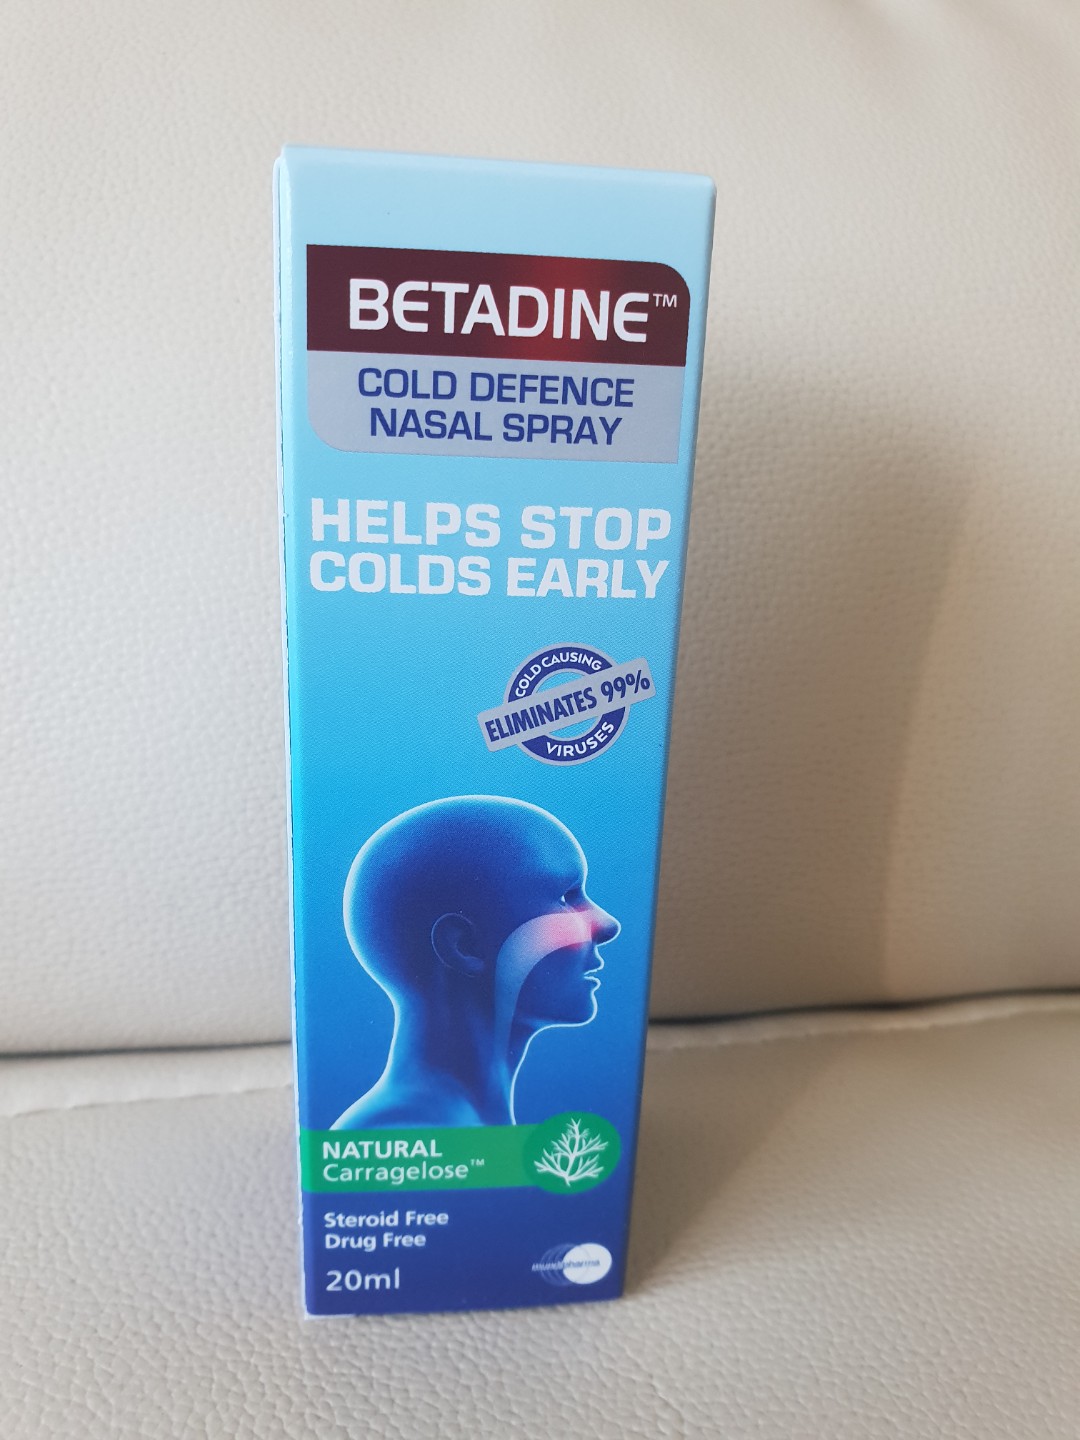 BETADINE™
COLD DEFENCE
NASAL SPRAY
HELPS STOP
COLDS EARLY
COLD CAUSING
ELIMINATES 99%
VIRUSES
NATURAL
Carragelose™
Steroid Free
Drug Free
20ml
mundipharma